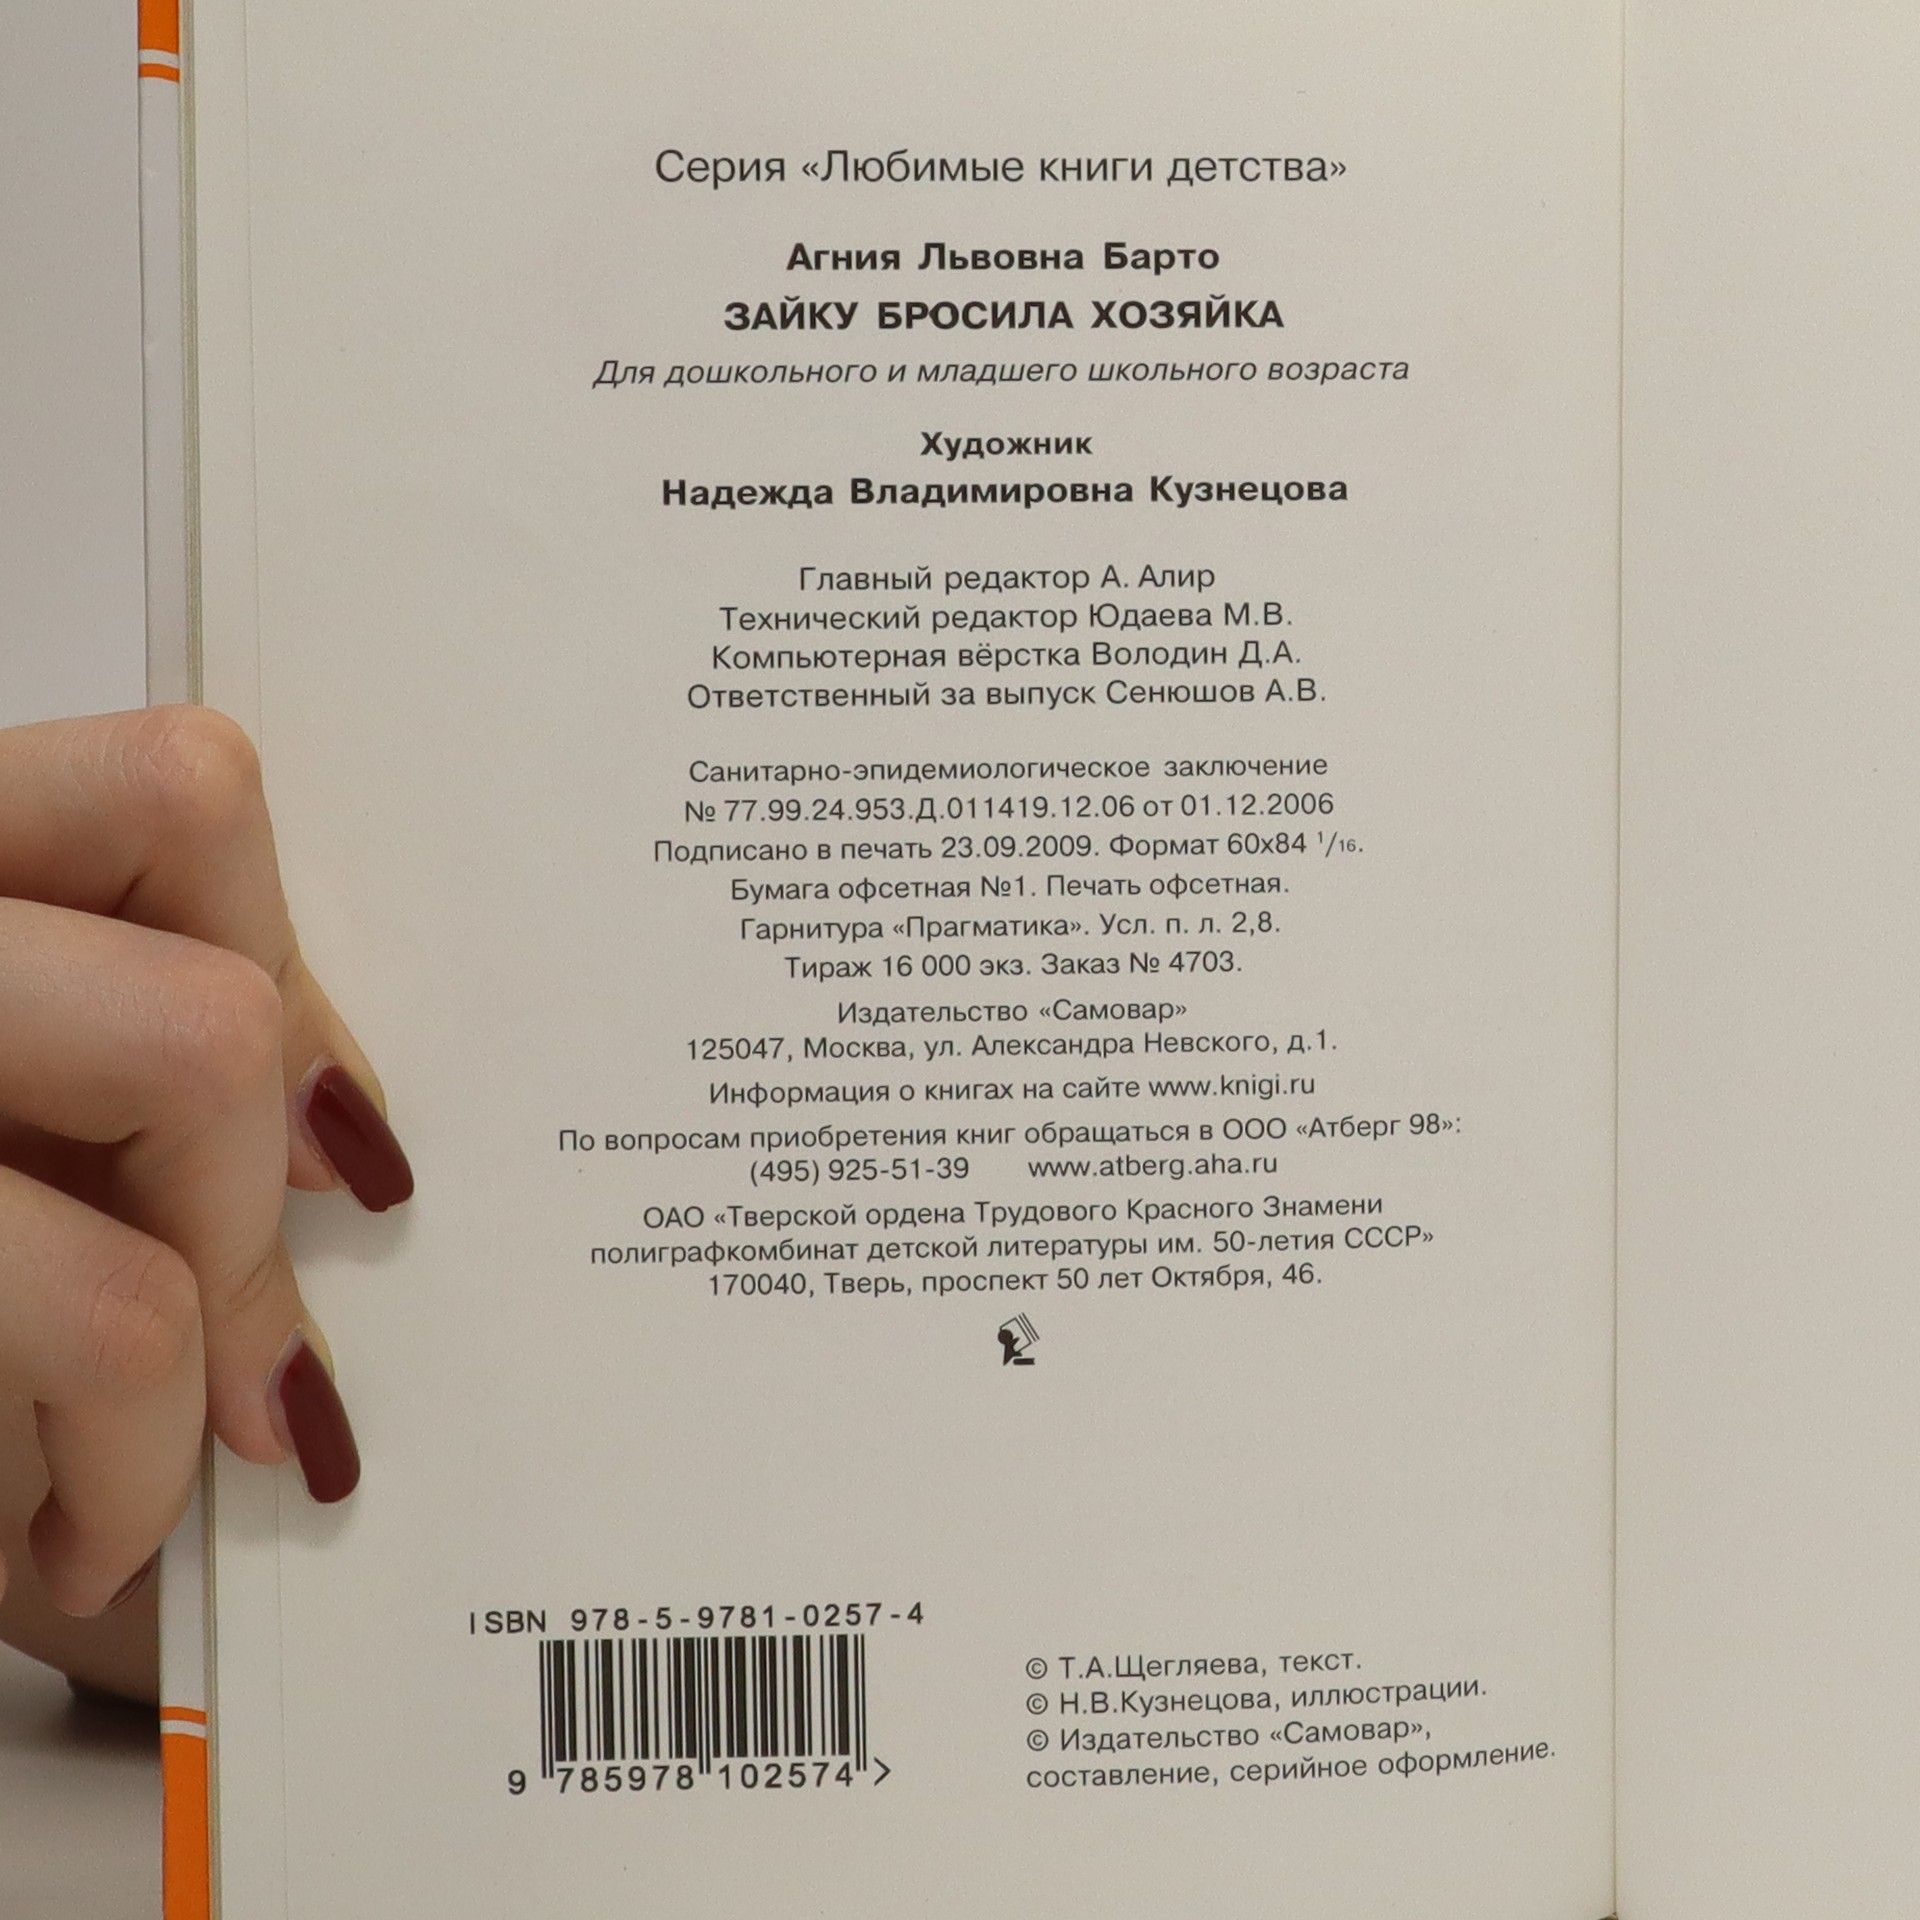 Серия «Любимые книги детства»
Агния Львовна Барто
ЗАЙКУ БРОСИЛА ХОЗЯЙКА
Для дошкольного и младшего школьного возраста
Художник
Надежда Владимировна Кузнецова
Главный редактор А. Алир
Технический редактор Юдаева М.В.
Компьютерная вёрстка Володин Д.А.
Ответственный за выпуск Сенюшов А.В.
Санитарно-эпидемиологическое заключение
№ 77.99.24.953.Д.011419.12.06 от 01.12.2006
Подписано в печать 23.09.2009. Формат 60х84 ¹/₁₆.
Бумага офсетная №1. Печать офсетная.
Гарнитура «Прагматика». Усл. п. л. 2,8.
Тираж 16 000 экз. Заказ № 4703.
Издательство «Самовар»
125047, Москва, ул. Александра Невского, д.1.
Информация о книгах на сайте www.knigi.ru
По вопросам приобретения книг обращаться в ООО «Атберг 98»:
(495) 925-51-39 www.atberg.aha.ru
ОАО «Тверской ордена Трудового Красного Знамени
полиграфкомбинат детской литературы им. 50-летия СССР»
170040, Тверь, проспект 50 лет Октября, 46.
ISBN 978-5-9781-0257-4
9 785978 102574 >
© Т.А.Щегляева, текст.
© Н.В.Кузнецова, иллюстрации.
© Издательство «Самовар»,
составление, серийное оформление.